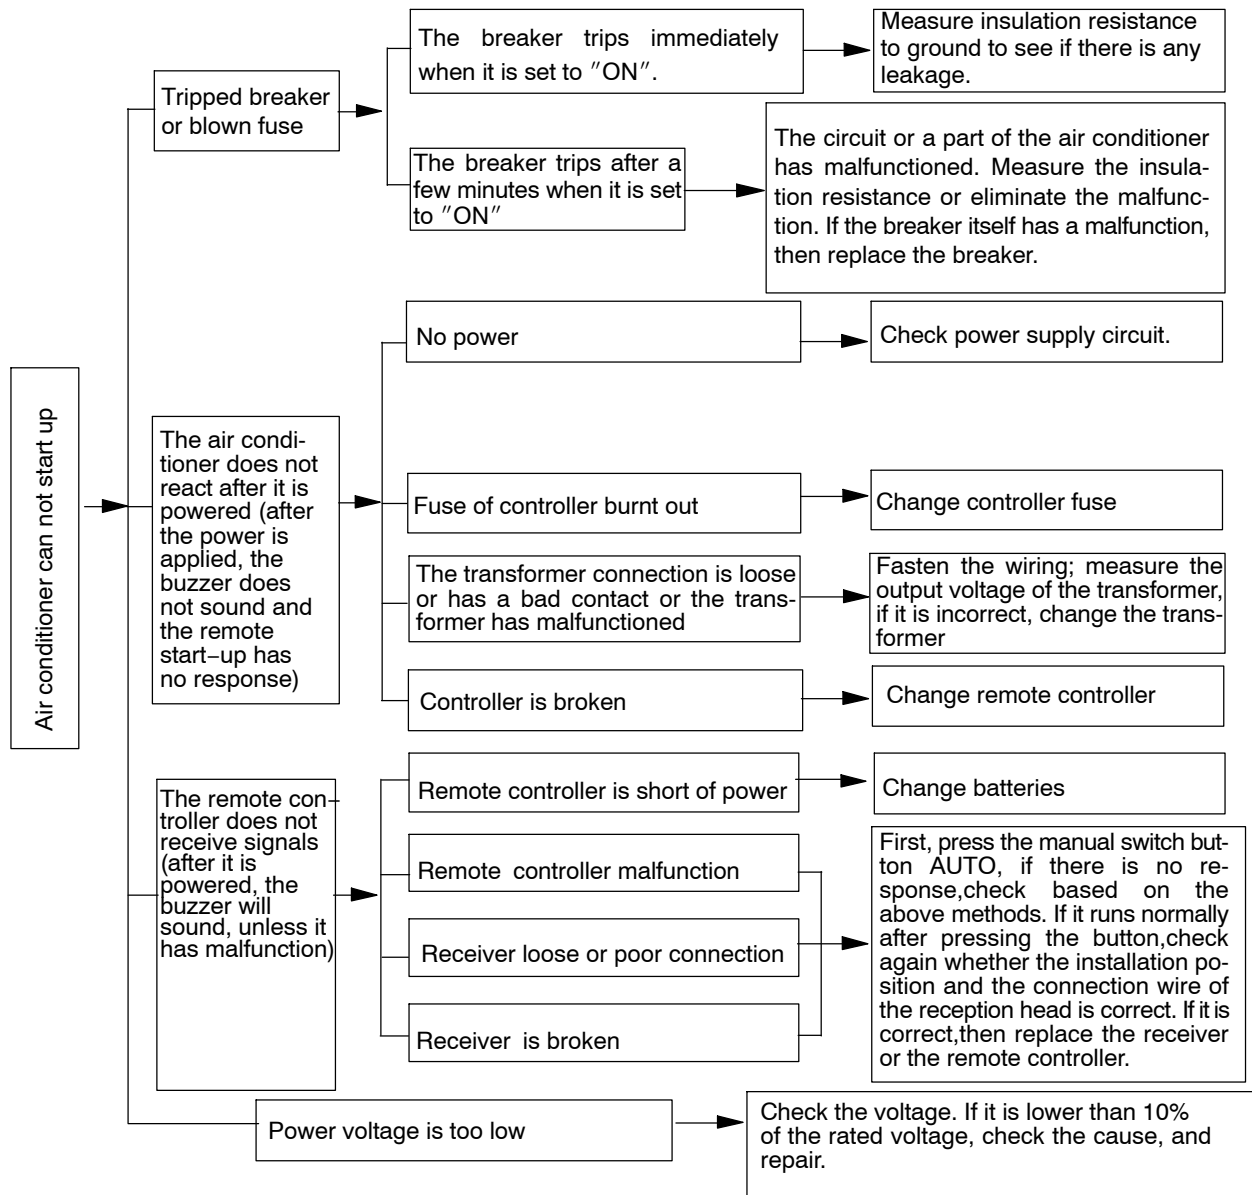 Air conditioner can not start up
Tripped breaker
or blown fuse
The breaker trips immediately
when it is set to "ON".
Measure insulation resistance
to ground to see if there is any
leakage.
The breaker trips after a
few minutes when it is set
to "ON"
The circuit or a part of the air conditioner
has malfunctioned. Measure the insula-
tion resistance or eliminate the malfunc-
tion. If the breaker itself has a malfunction,
then replace the breaker.
The air condi-
tioner does not
react after it is
powered (after
the power is
applied, the
buzzer does
not sound and
the remote
start-up has
no response)
No power
Check power supply circuit.
Fuse of controller burnt out
Change controller fuse
The transformer connection is loose
or has a bad contact or the trans-
former has malfunctioned
Fasten the wiring; measure the
output voltage of the transformer,
if it is incorrect, change the trans-
former
Controller is broken
Change remote controller
The remote con-
troller does not
receive signals
(after it is
powered, the
buzzer will
sound, unless it
has malfunction)
Remote controller is short of power
Change batteries
Remote controller malfunction
Receiver loose or poor connection
Receiver is broken
First, press the manual switch but-
ton AUTO, if there is no re-
sponse,check based on the
above methods. If it runs normally
after pressing the button,check
again whether the installation po-
sition and the connection wire of
the reception head is correct. If it is
correct,then replace the receiver
or the remote controller.
Power voltage is too low
Check the voltage. If it is lower than 10%
of the rated voltage, check the cause, and
repair.